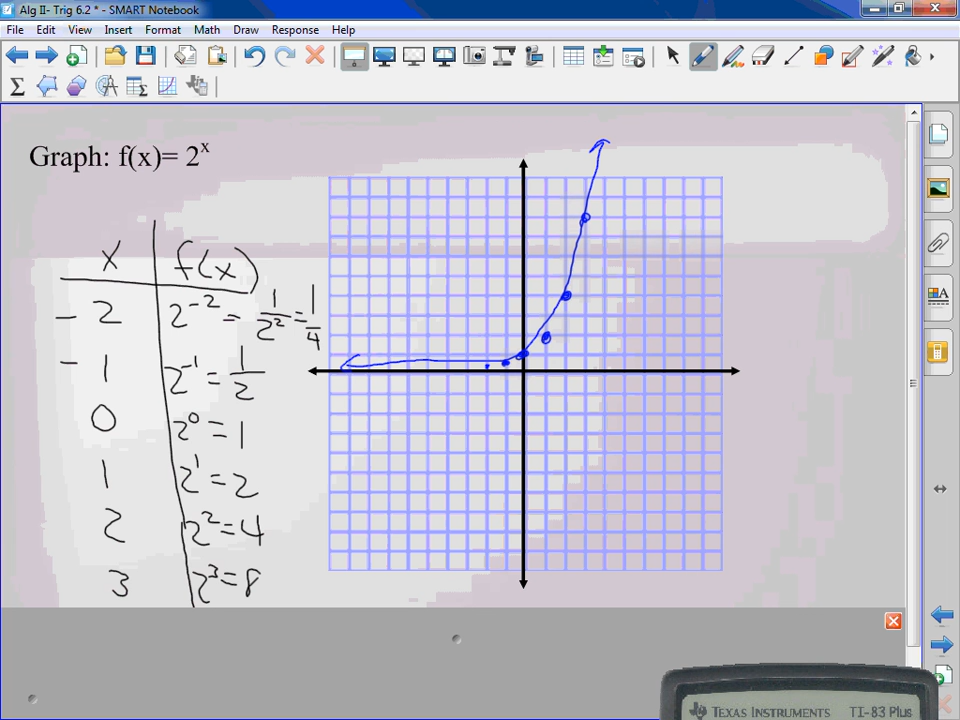 Alg II- Trig 6.2 * - SMART Notebook
File Edit View Insert Format Math Draw Response Help
Graph: f(x)= 2^x
x f(x)
-2 2^-2 = 1/2^2 = 1/4
-1 2^-1 = 1/2
0 2^0 = 1
1 2^1 = 2
2 2^2 = 4
3 2^3 = 8
TEXAS INSTRUMENTS TI-83 Plus